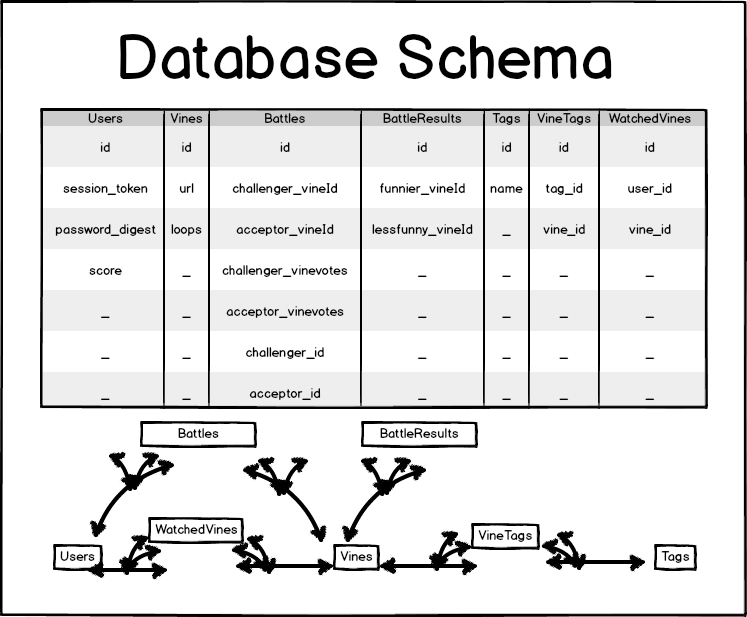 Database Schema
Users Vines Battles BattleResults Tags VineTags WatchedVines
id id id id id id id
session_token url challenger_vineId funnier_vineId name tag_id user_id
password_digest loops acceptor_vineId lessfunny_vineId _ vine_id vine_id
score _ challenger_vinevotes _ _ _ _
_ _ acceptor_vinevotes _ _ _ _
_ _ challenger_id _ _ _ _
_ _ acceptor_id _ _ _ _
Battles BattleResults
WatchedVines VineTags
Users Vines Tags